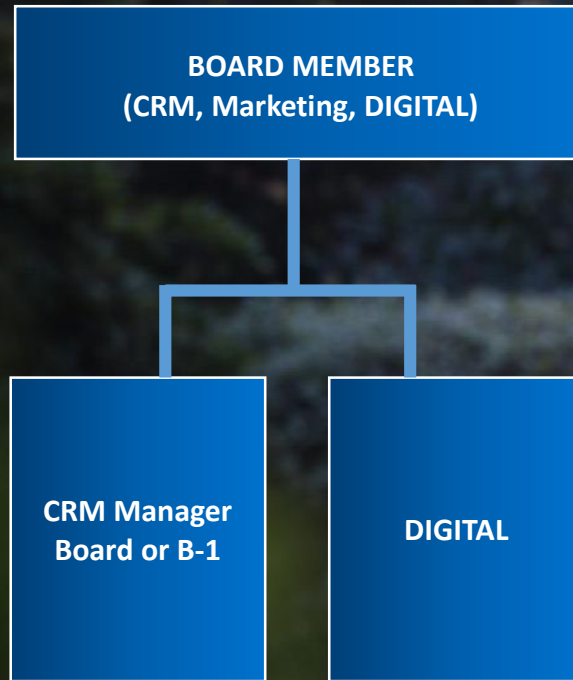 BOARD MEMBER
(CRM, Marketing, DIGITAL)
CRM Manager
Board or B-1
DIGITAL